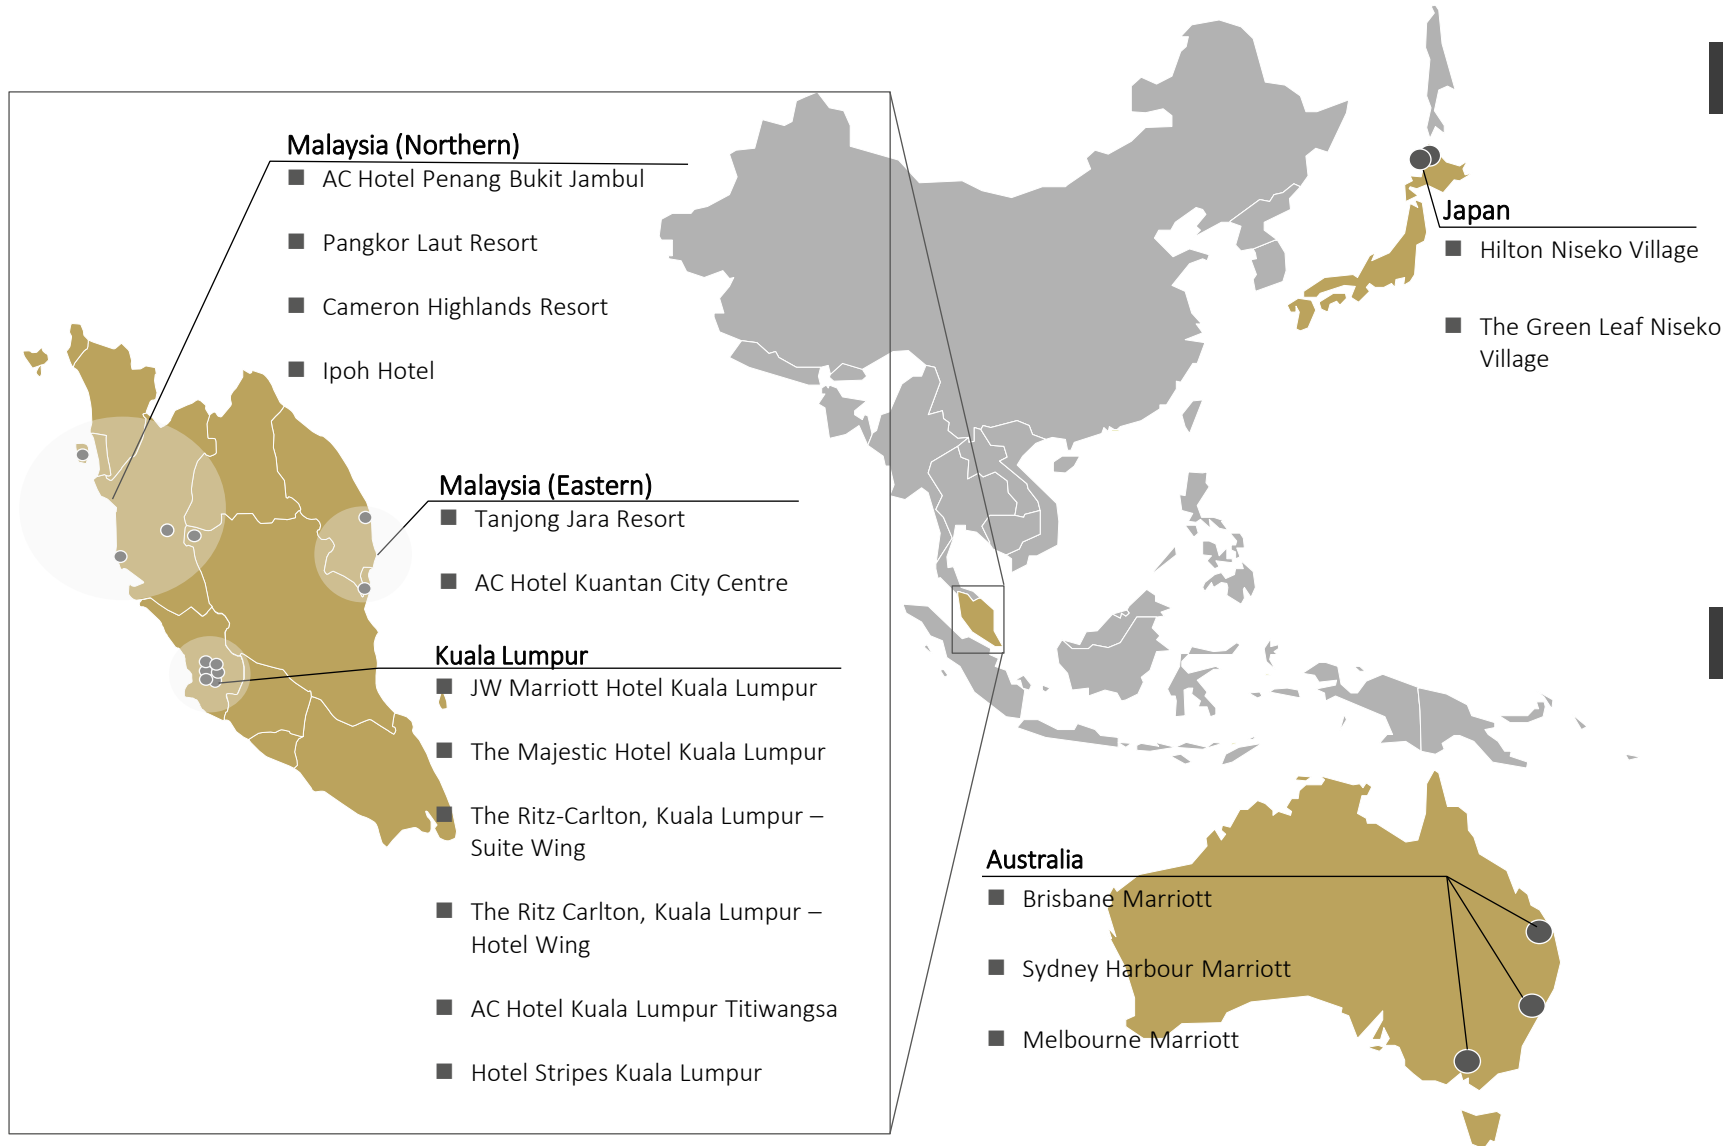 Malaysia (Northern)
AC Hotel Penang Bukit Jambul
Pangkor Laut Resort
Cameron Highlands Resort
Ipoh Hotel
Malaysia (Eastern)
Tanjong Jara Resort
AC Hotel Kuantan City Centre
Kuala Lumpur
JW Marriott Hotel Kuala Lumpur
The Majestic Hotel Kuala Lumpur
The Ritz-Carlton, Kuala Lumpur –
Suite Wing
The Ritz Carlton, Kuala Lumpur –
Hotel Wing
AC Hotel Kuala Lumpur Titiwangsa
Hotel Stripes Kuala Lumpur
Japan
Hilton Niseko Village
The Green Leaf Niseko
Village
Australia
Brisbane Marriott
Sydney Harbour Marriott
Melbourne Marriott